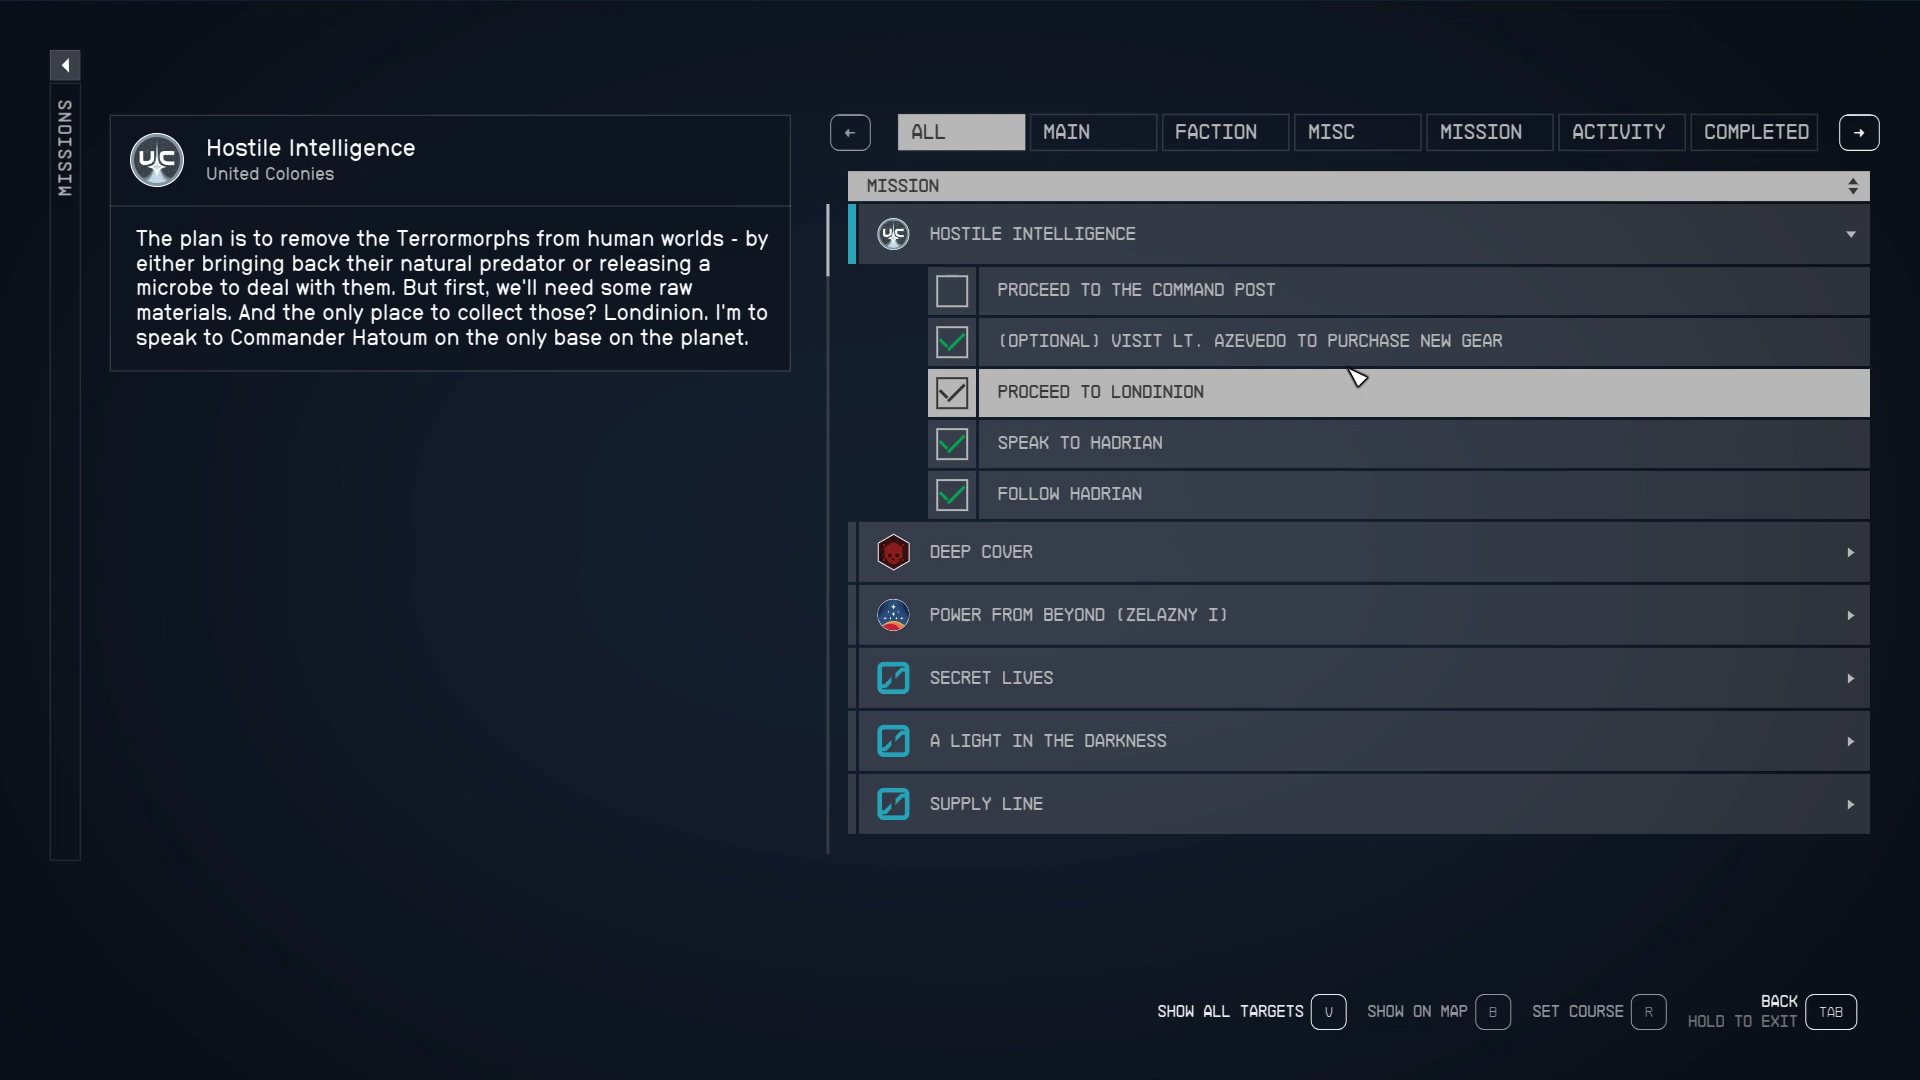 MISSIONS
UC
Hostile Intelligence
United Colonies
The plan is to remove the Terrormorphs from human worlds - by
either bringing back their natural predator or releasing a
microbe to deal with them. But first, we'll need some raw
materials. And the only place to collect those? Londinion. I'm to
speak to Commander Hatoum on the only base on the planet.
ALL
MAIN
FACTION
MISC
MISSION
ACTIVITY
COMPLETED
MISSION
UC
HOSTILE INTELLIGENCE
PROCEED TO THE COMMAND POST
(OPTIONAL) VISIT LT. AZEVEDO TO PURCHASE NEW GEAR
PROCEED TO LONDINION
SPEAK TO HADRIAN
FOLLOW HADRIAN
DEEP COVER
POWER FROM BEYOND (ZELAZNY I)
SECRET LIVES
A LIGHT IN THE DARKNESS
SUPPLY LINE
SHOW ALL TARGETS V
SHOW ON MAP B
SET COURSE R
BACK
HOLD TO EXIT
TAB